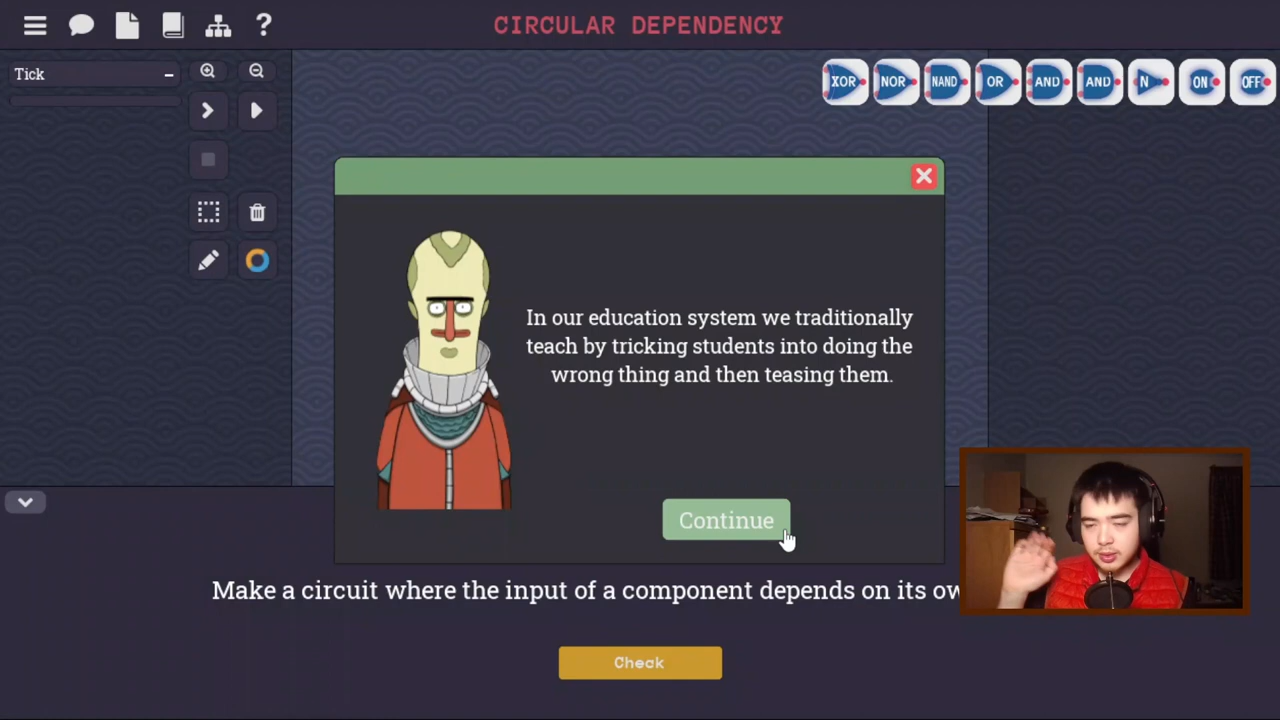 CIRCULAR DEPENDENCY
Tick
XOR NOR NAND OR AND AND N ON OFF
In our education system we traditionally
teach by tricking students into doing the
wrong thing and then teasing them.
Continue
Make a circuit where the input of a component depends on its
Check